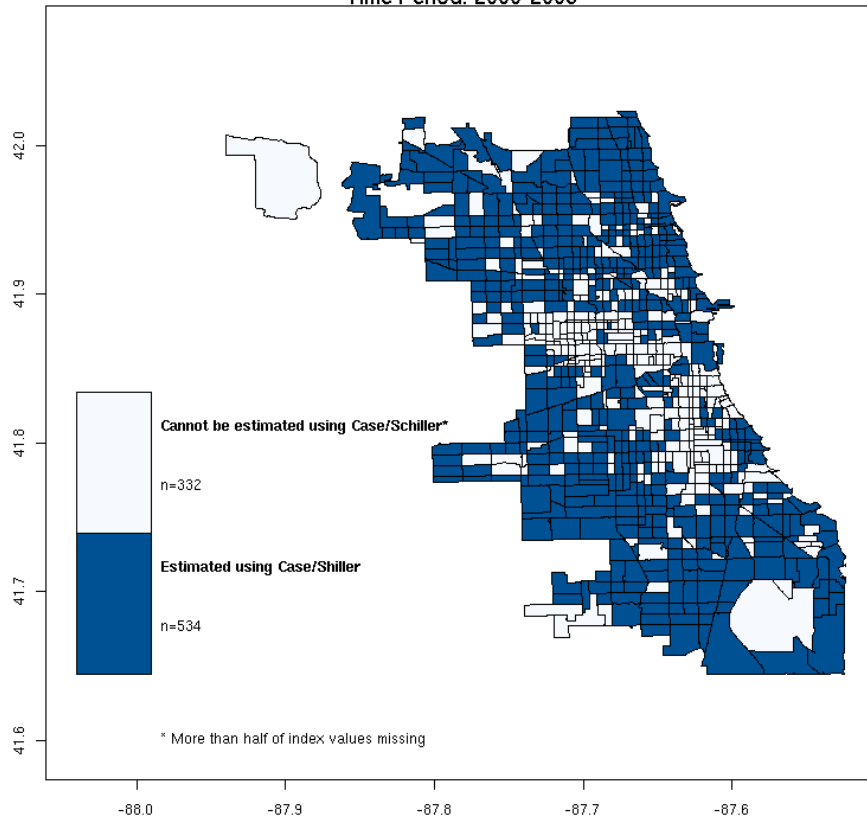 42.0
41.9
41.8
41.7
41.6
Cannot be estimated using Case/Schiller*
n=332
Estimated using Case/Shiller
n=534
* More than half of index values missing
-88.0
-87.9
-87.8
-87.7
-87.6